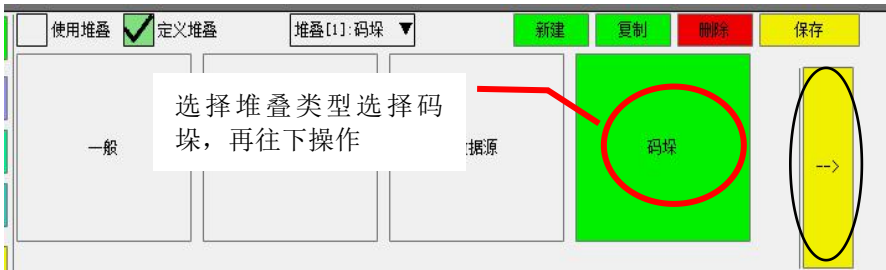 使用堆叠 定义堆叠 堆叠[1]:码垛 ▼ 新建 复制 删除 保存
选择堆叠类型选择码
垛，再往下操作
一般 据源 码垛 -->